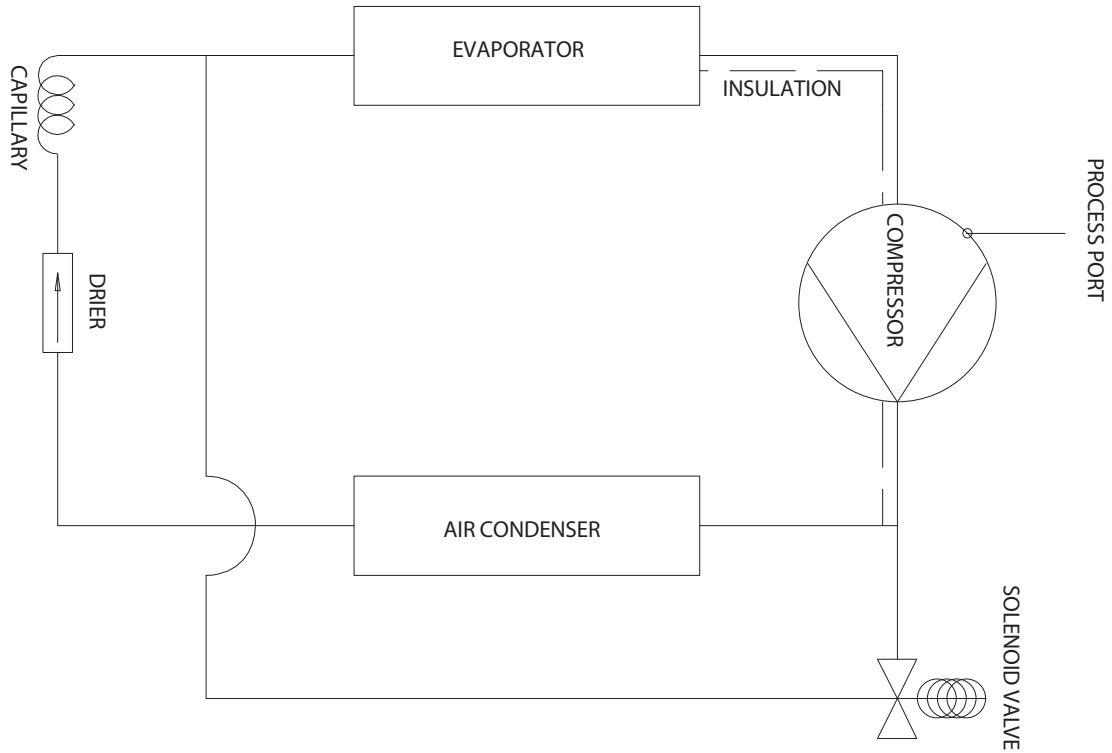 EVAPORATOR
INSULATION
CAPILLARY
PROCESS PORT
COMPRESSOR
DRIER
AIR CONDENSER
SOLENOID VALVE